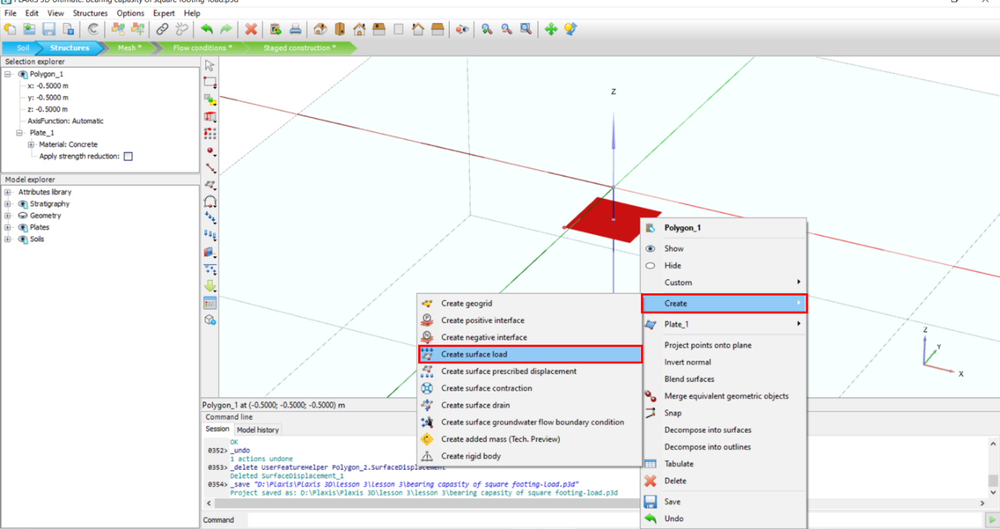 PLAXIS 3D Ultimate: Bearing capasity of square footing-load.p3d
File Edit View Structures Options Expert Help
Soil Structures Mesh * Flow conditions * Staged construction *
Selection explorer
Polygon_1
x: -0.5000 m
y: -0.5000 m
z: -0.5000 m
AxisFunction: Automatic
Plate_1
Material: Concrete
Apply strength reduction:
Model explorer
Attributes library
Stratigraphy
Geometry
Plates
Soils
Z
Polygon_1
Show
Hide
Custom
Create
Plate_1
Project points onto plane
Invert normal
Blend surfaces
Merge equivalent geometric objects
Snap
Decompose into surfaces
Decompose into outlines
Tabulate
Delete
Save
Undo
Create geogrid
P
Create positive interface
N
Create negative interface
Create surface load
Create surface prescribed displacement
Create surface contraction
Create surface drain
Create surface groundwater flow boundary condition
Create added mass (Tech. Preview)
Create rigid body
Z
Y
X
Polygon_1 at (-0.5000; -0.5000; -0.5000) m
Command line
Session Model history
OK
0352> _undo
1 actions undone
0353> _delete UserFeatureHelper Polygon_2.SurfaceDisplacement
Deleted SurfaceDisplacement_1
0354> _save "D:\Plaxis\Plaxis 3D\lesson 3\lesson 3\bearing capasity of square footing-load.p3d"
Project saved as: D:\Plaxis\Plaxis 3D\lesson 3\lesson 3\bearing capasity of square footing-load.p3d
Command